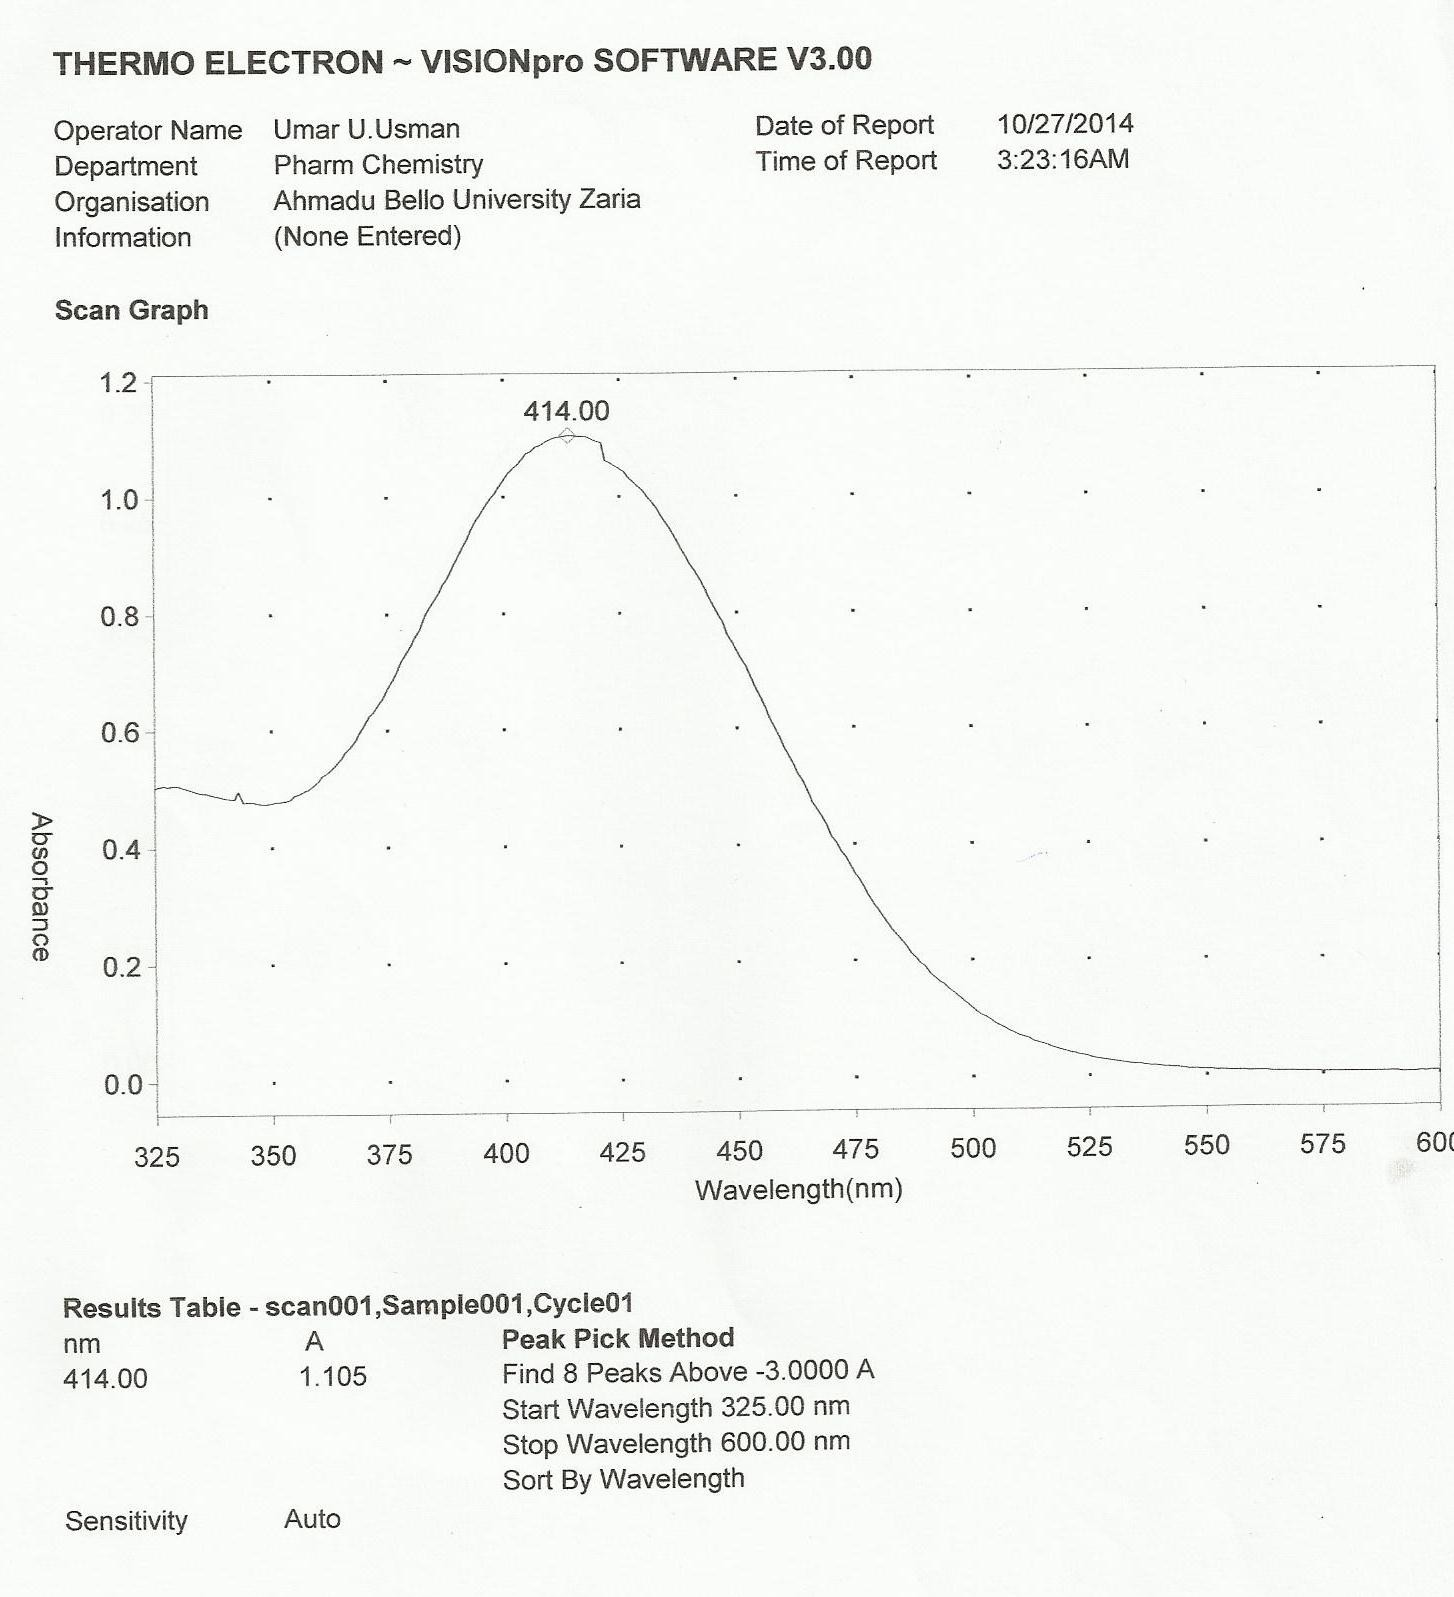 THERMO ELECTRON ~ VISIONpro SOFTWARE V3.00
Operator Name Umar U.Usman Date of Report 10/27/2014
Department Pharm Chemistry Time of Report 3:23:16AM
Organisation Ahmadu Bello University Zaria
Information (None Entered)
Scan Graph
414.00
1.2
1.0
0.8
0.6
0.4
0.2
0.0
Absorbance
325 350 375 400 425 450 475 500 525 550 575 600
Wavelength(nm)
Results Table - scan001,Sample001,Cycle01
nm A Peak Pick Method
414.00 1.105 Find 8 Peaks Above -3.0000 A
Start Wavelength 325.00 nm
Stop Wavelength 600.00 nm
Sort By Wavelength
Sensitivity Auto